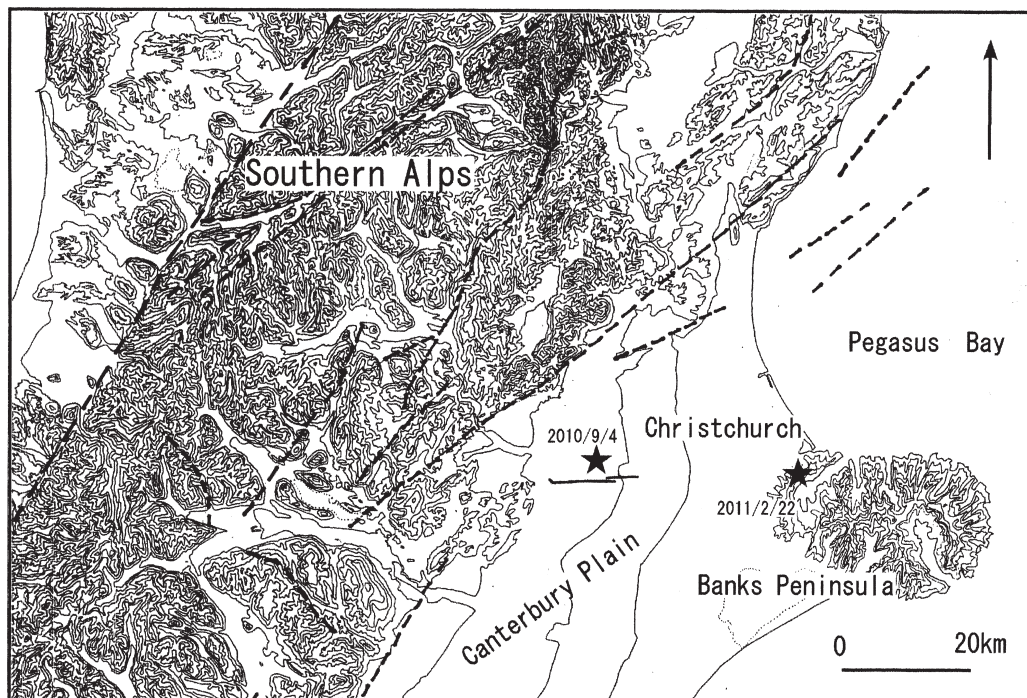 Southern Alps
Pegasus Bay
2010/9/4
Christchurch
2011/2/22
Canterbury Plain
Banks Peninsula
0 20km